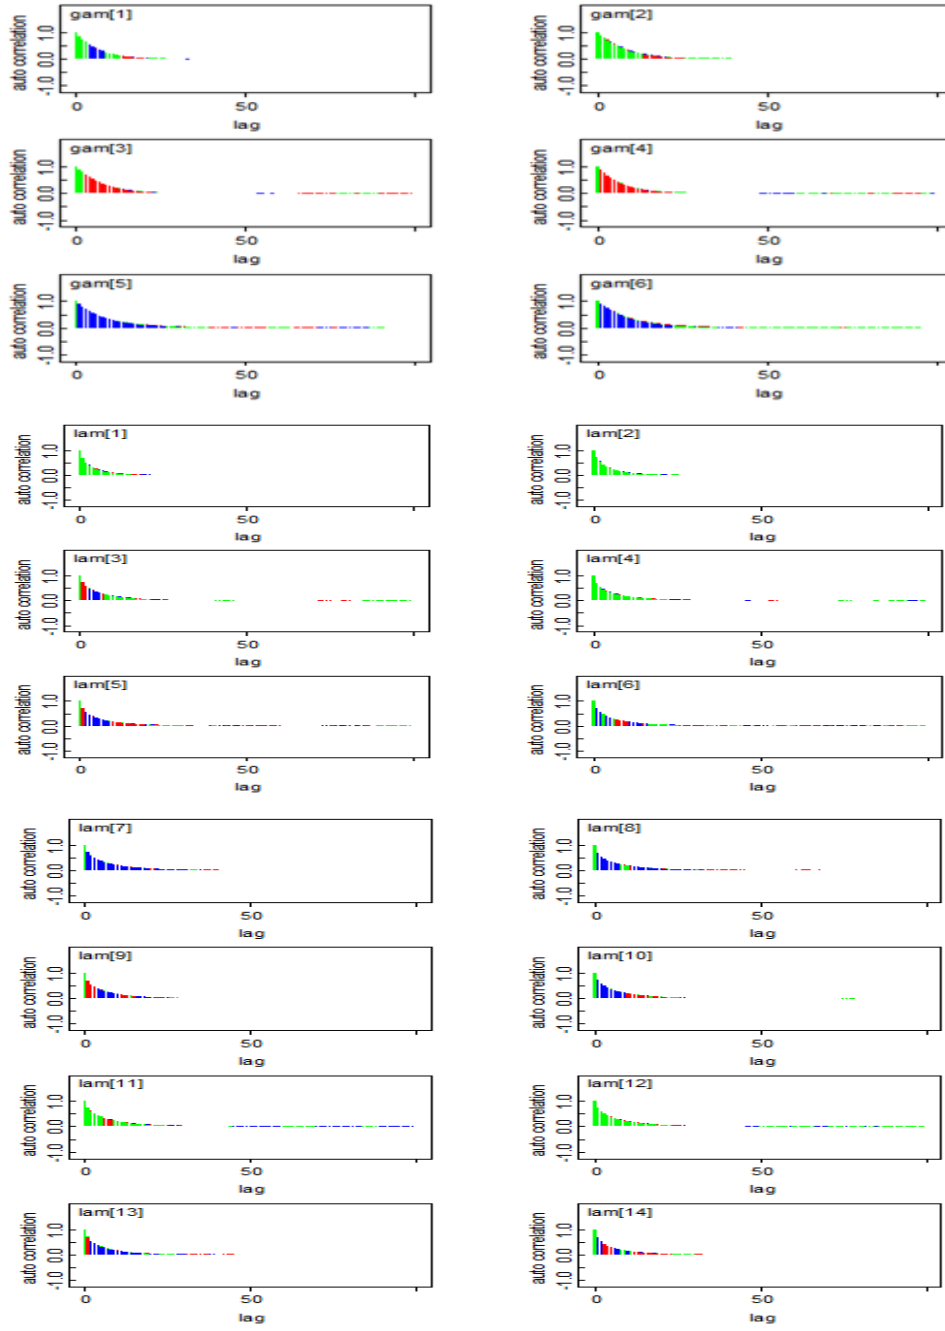 gam[1]
auto correlation
-1.0 0.0 1.0
0 50
lag
gam[2]
auto correlation
-1.0 0.0 1.0
0 50
lag
gam[3]
auto correlation
-1.0 0.0 1.0
0 50
lag
gam[4]
auto correlation
-1.0 0.0 1.0
0 50
lag
gam[5]
auto correlation
-1.0 0.0 1.0
0 50
lag
gam[6]
auto correlation
-1.0 0.0 1.0
0 50
lag
lam[1]
auto correlation
-1.0 0.0 1.0
0 50
lag
lam[2]
auto correlation
-1.0 0.0 1.0
0 50
lag
lam[3]
auto correlation
-1.0 0.0 1.0
0 50
lag
lam[4]
auto correlation
-1.0 0.0 1.0
0 50
lag
lam[5]
auto correlation
-1.0 0.0 1.0
0 50
lag
lam[6]
auto correlation
-1.0 0.0 1.0
0 50
lag
lam[7]
auto correlation
-1.0 0.0 1.0
0 50
lag
lam[8]
auto correlation
-1.0 0.0 1.0
0 50
lag
lam[9]
auto correlation
-1.0 0.0 1.0
0 50
lag
lam[10]
auto correlation
-1.0 0.0 1.0
0 50
lag
lam[11]
auto correlation
-1.0 0.0 1.0
0 50
lag
lam[12]
auto correlation
-1.0 0.0 1.0
0 50
lag
lam[13]
auto correlation
-1.0 0.0 1.0
0 50
lag
lam[14]
auto correlation
-1.0 0.0 1.0
0 50
lag